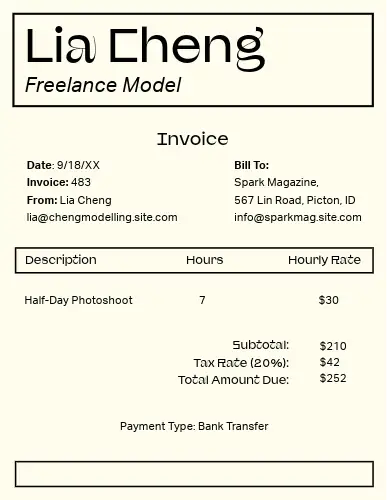 Lia Cheng
Freelance Model
Invoice
Date: 9/18/XX
Invoice: 483
From: Lia Cheng
lia@chengmodelling.site.com
Bill To:
Spark Magazine,
567 Lin Road, Picton, ID
info@sparkmag.site.com
Description Hours Hourly Rate
Half-Day Photoshoot 7 $30
Subtotal: $210
Tax Rate (20%): $42
Total Amount Due: $252
Payment Type: Bank Transfer